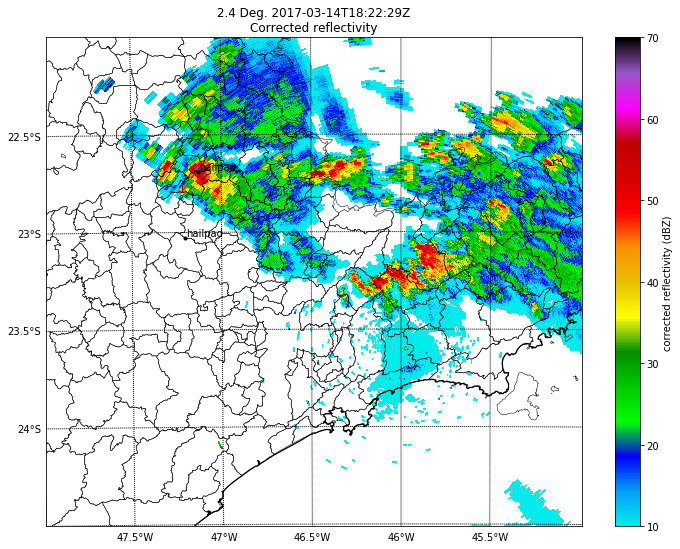 2.4 Deg. 2017-03-14T18:22:29Z
Corrected reflectivity
22.5°S
23°S
23.5°S
24°S
47.5°W
47°W
46.5°W
46°W
45.5°W
hailpad
70
60
50
40
30
20
10
corrected reflectivity (dBZ)